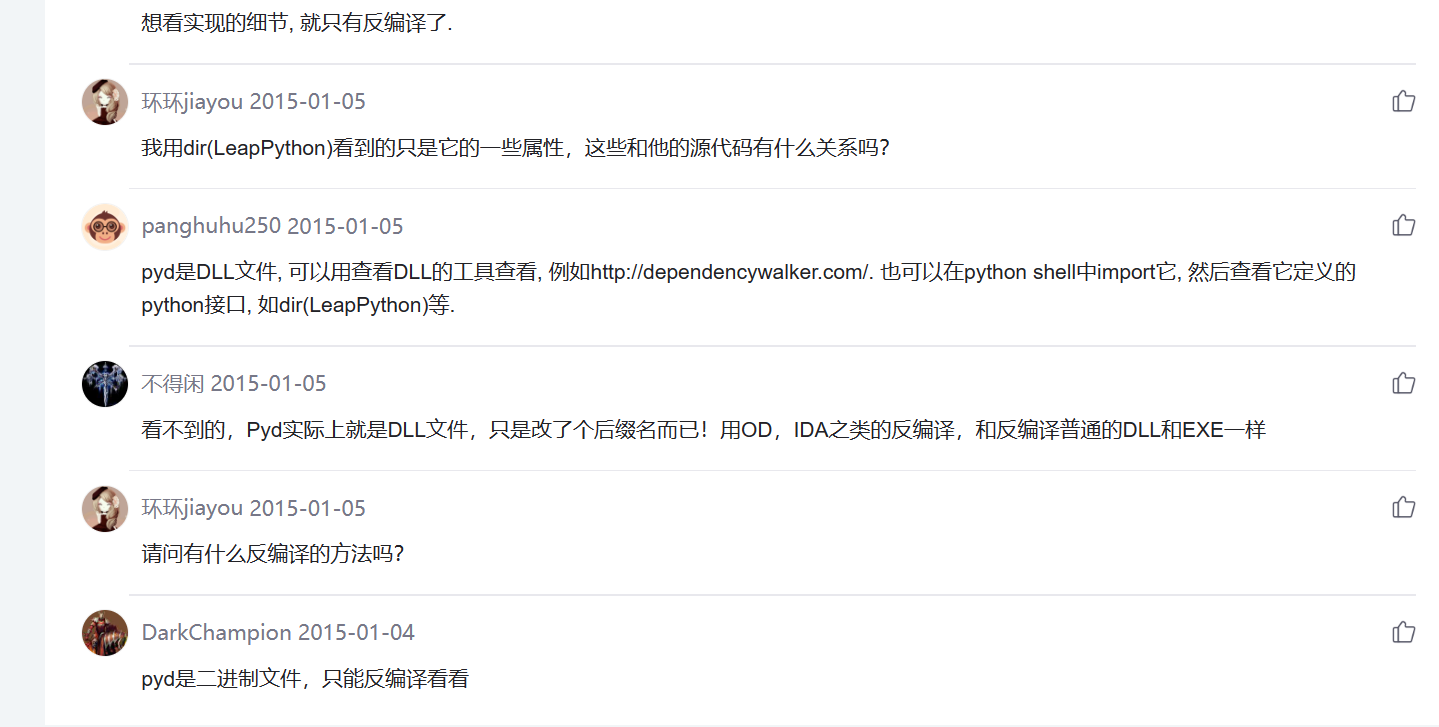 想看实现的细节, 就只有反编译了.
环环jiayou 2015-01-05
我用dir(LeapPython)看到的只是它的一些属性，这些和他的源代码有什么关系吗？
panghuhu250 2015-01-05
pyd是DLL文件, 可以用查看DLL的工具查看, 例如http://dependencywalker.com/. 也可以在python shell中import它, 然后查看它定义的
python接口, 如dir(LeapPython)等.
不得闲 2015-01-05
看不到的，Pyd实际上就是DLL文件，只是改了个后缀名而已！用OD，IDA之类的反编译，和反编译普通的DLL和EXE一样
环环jiayou 2015-01-05
请问有什么反编译的方法吗？
DarkChampion 2015-01-04
pyd是二进制文件，只能反编译看看